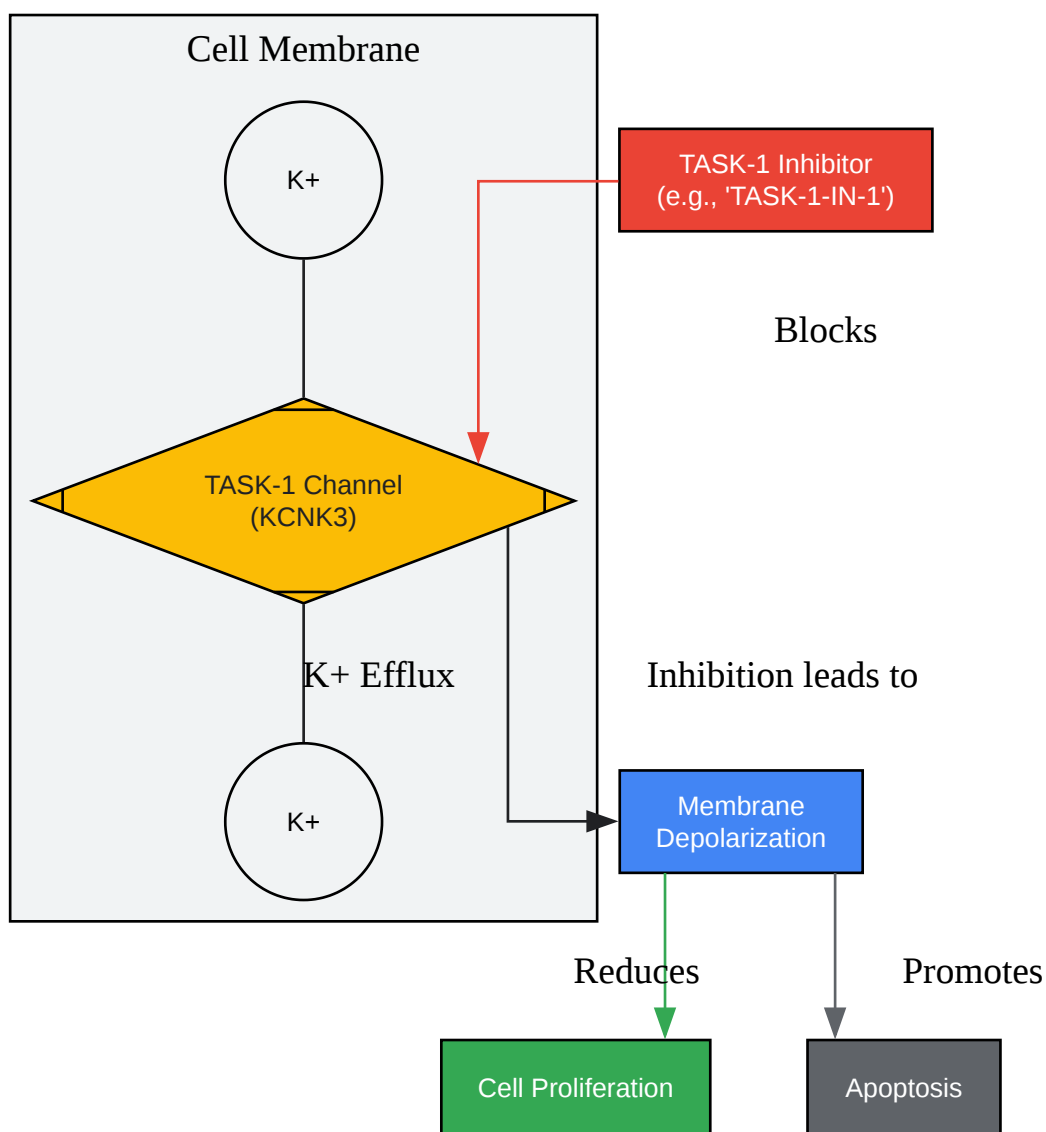 Cell Membrane
K+
TASK-1 Inhibitor
(e.g., 'TASK-1-IN-1')
Blocks
TASK-1 Channel
(KCNK3)
K+ Efflux
Inhibition leads to
K+
Membrane
Depolarization
Reduces
Promotes
Cell Proliferation
Apoptosis